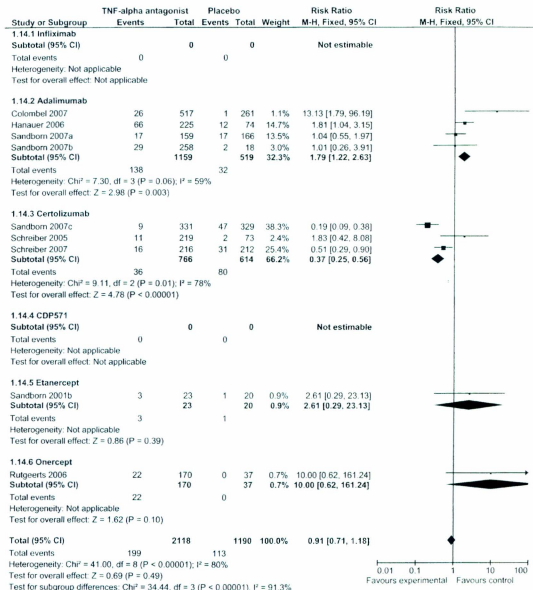 TNF-alpha antagonist Placebo Risk Ratio Risk Ratio
Study or Subgroup Events Total Events Total Weight M-H, Fixed, 95% CI M-H, Fixed, 95% CI
1.14.1 Infliximab
Subtotal (95% CI) 0 0 Not estimable
Total events 0 0
Heterogeneity: Not applicable
Test for overall effect: Not applicable
1.14.2 Adalimumab
Colombel 2007 26 517 1 261 1.1% 13.13 [1.79, 96.19]
Hanauer 2006 66 225 12 74 14.7% 1.81 [1.04, 3.15]
Sandborn 2007a 17 159 17 166 13.5% 1.04 [0.55, 1.97]
Sandborn 2007b 29 258 2 18 3.0% 1.01 [0.26, 3.91]
Subtotal (95% CI) 1159 519 32.3% 1.79 [1.22, 2.63]
Total events 138 32
Heterogeneity: Chi² = 7.30, df = 3 (P = 0.06); I² = 59%
Test for overall effect: Z = 2.98 (P = 0.003)
1.14.3 Certolizumab
Sandborn 2007c 9 331 47 329 38.3% 0.19 [0.09, 0.38]
Schreiber 2005 11 219 2 73 2.4% 1.83 [0.42, 8.08]
Schreiber 2007 16 216 31 212 25.4% 0.51 [0.29, 0.90]
Subtotal (95% CI) 766 614 66.2% 0.37 [0.25, 0.56]
Total events 36 80
Heterogeneity: Chi² = 9.11, df = 2 (P = 0.01); I² = 78%
Test for overall effect: Z = 4.78 (P < 0.00001)
1.14.4 CDP571
Subtotal (95% CI) 0 0 Not estimable
Total events 0 0
Heterogeneity: Not applicable
Test for overall effect: Not applicable
1.14.5 Etanercept
Sandborn 2001b 3 23 1 20 0.9% 2.61 [0.29, 23.13]
Subtotal (95% CI) 23 20 0.9% 2.61 [0.29, 23.13]
Total events 3 1
Heterogeneity: Not applicable
Test for overall effect: Z = 0.86 (P = 0.39)
1.14.6 Onercept
Rutgeerts 2006 22 170 0 37 0.7% 10.00 [0.62, 161.24]
Subtotal (95% CI) 170 37 0.7% 10.00 [0.62, 161.24]
Total events 22 0
Heterogeneity: Not applicable
Test for overall effect: Z = 1.62 (P = 0.10)
Total (95% CI) 2118 1190 100.0% 0.91 [0.71, 1.18]
Total events 199 113
Heterogeneity: Chi² = 41.00, df = 8 (P < 0.00001); I² = 80%
Test for overall effect: Z = 0.69 (P = 0.49)
Test for subgroup differences: Chi² = 34.44, df = 3 (P < 0.00001), I² = 91.3%
0.01 0.1 1 10 100
Favours experimental Favours control